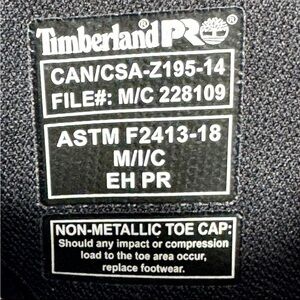 Timberland PRO®
CAN/CSA-Z195-14
FILE#: M/C 228109
ASTM F2413-18
M/I/C
EH PR
NON-METALLIC TOE CAP:
Should any impact or compression
load to the toe area occur,
replace footwear.